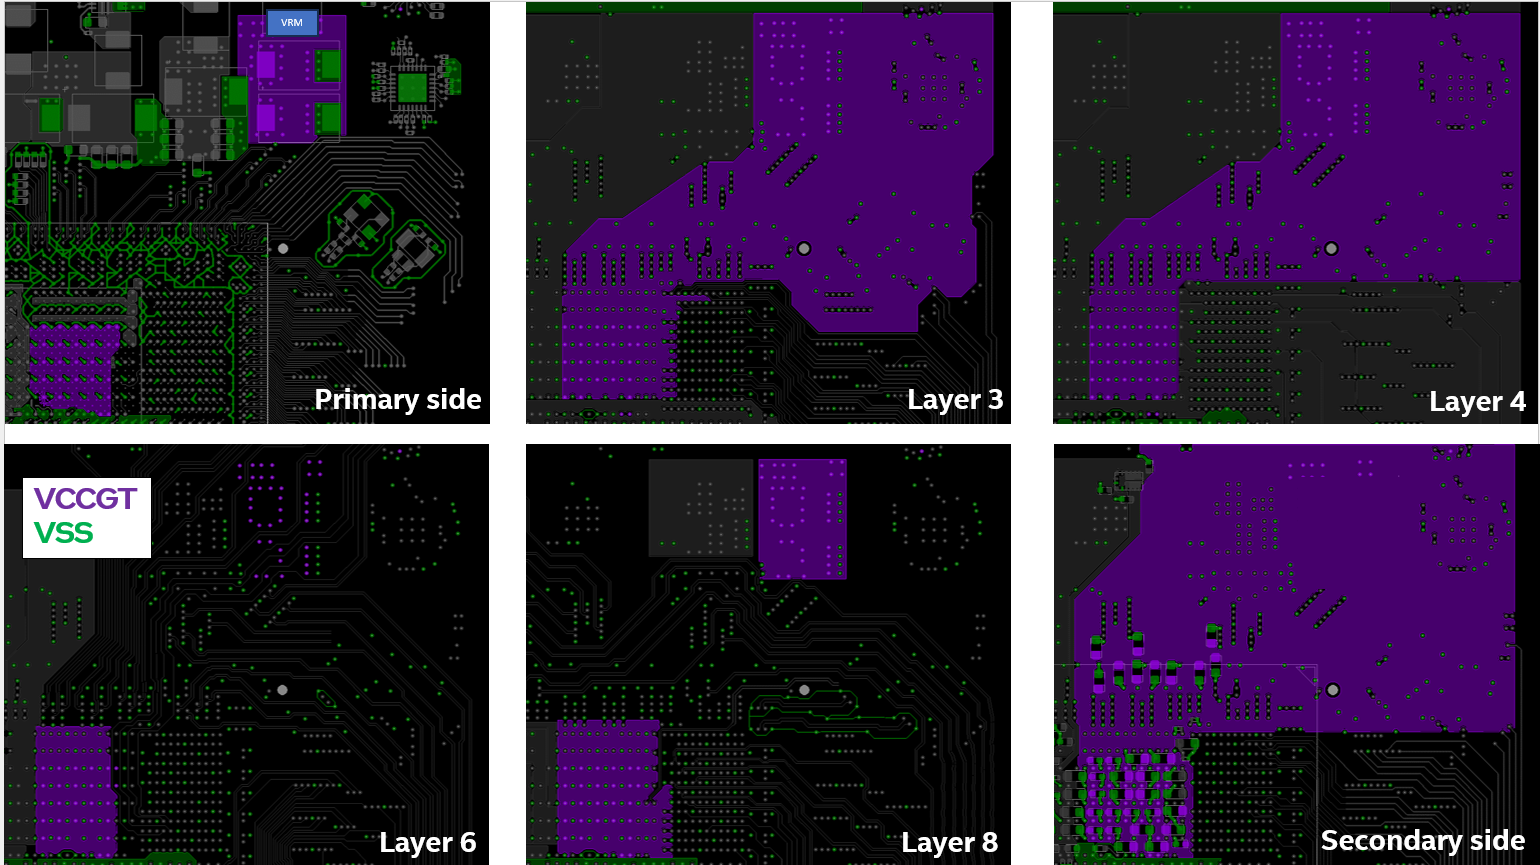 VRM
Primary side
Layer 3
Layer 4
VCCGT
VSS
Layer 6
Layer 8
Secondary side